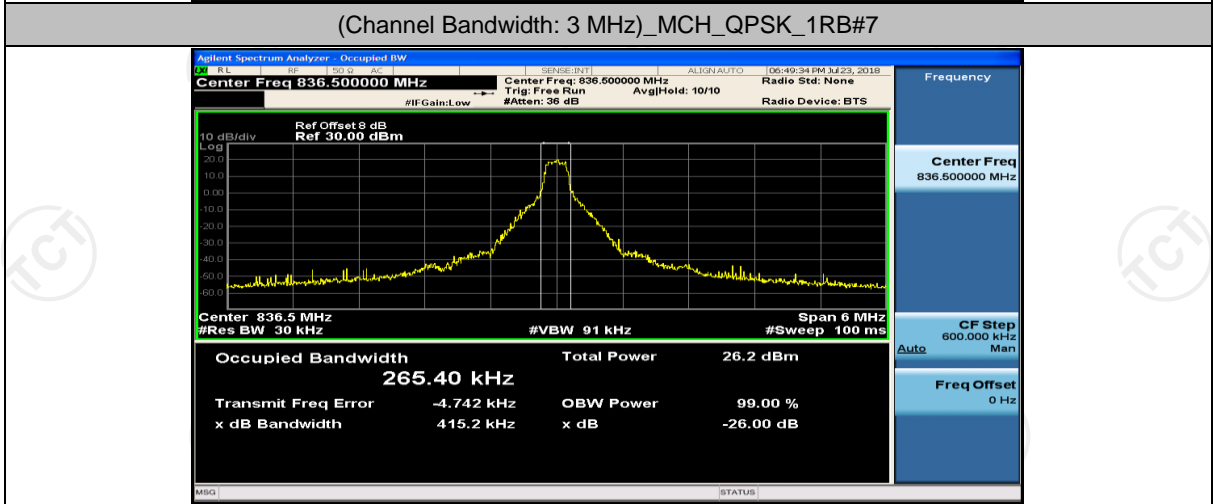 (Channel Bandwidth: 3 MHz)_MCH_QPSK_1RB#7
Agilent Spectrum Analyzer - Occupied BW
LXI RL RF 50 Ω AC SENSE:INT ALIGN AUTO 06:49:34 PM Jul 23, 2018
Center Freq 836.500000 MHz Center Freq: 836.500000 MHz Radio Std: None
Trig: Free Run Avg|Hold: 10/10
#IFGain:Low #Atten: 36 dB Radio Device: BTS
Frequency
Ref Offset 8 dB
10 dB/div Ref 30.00 dBm
Log
20.0
10.0
0.00
-10.0
-20.0
-30.0
-40.0
-50.0
-60.0
Center 836.5 MHz Span 6 MHz
#Res BW 30 kHz #VBW 91 kHz #Sweep 100 ms
Occupied Bandwidth Total Power 26.2 dBm
265.40 kHz
Transmit Freq Error -4.742 kHz OBW Power 99.00 %
x dB Bandwidth 415.2 kHz x dB -26.00 dB
Center Freq
836.500000 MHz
CF Step
600.000 kHz
Auto Man
Freq Offset
0 Hz
MSG STATUS
TCT
TCT